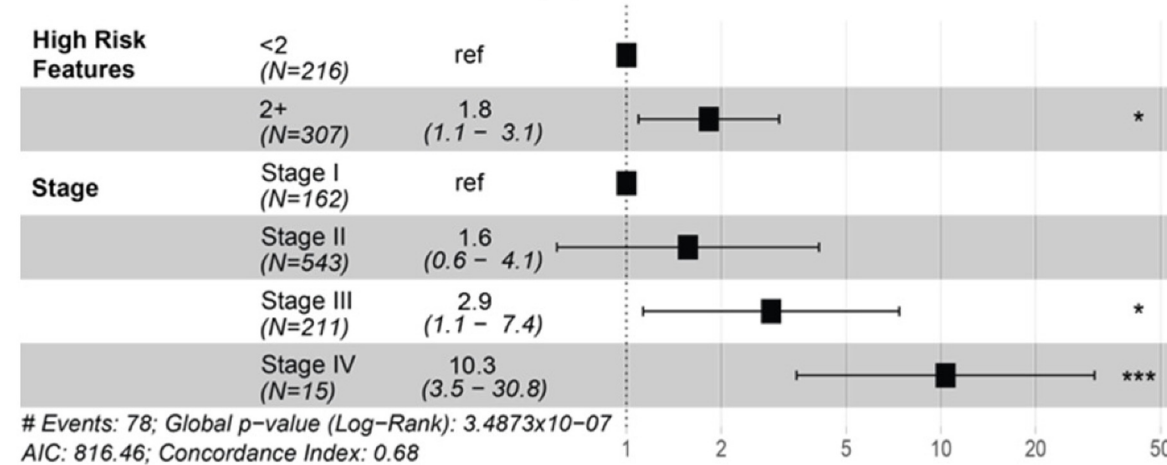 High Risk Features <2 (N=216) ref
2+ (N=307) 1.8 (1.1 − 3.1) *
Stage Stage I (N=162) ref
Stage II (N=543) 1.6 (0.6 − 4.1)
Stage III (N=211) 2.9 (1.1 − 7.4) *
Stage IV (N=15) 10.3 (3.5 − 30.8) ***
# Events: 78; Global p−value (Log−Rank): 3.4873x10−07
AIC: 816.46; Concordance Index: 0.68
1 2 5 10 20 50